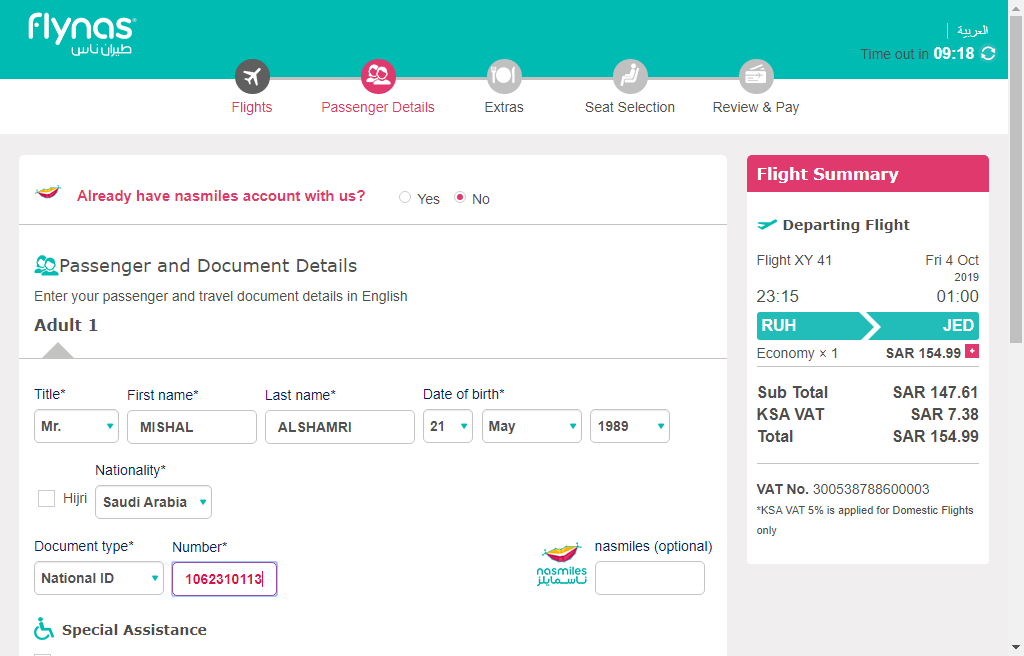 flynas
طيران ناس
العربية
Time out in 09:18
Flights
Passenger Details
Extras
Seat Selection
Review & Pay
Already have nasmiles account with us?
Yes
No
Passenger and Document Details
Enter your passenger and travel document details in English
Adult 1
Title*
First name*
Last name*
Date of birth*
Mr.
MISHAL
ALSHAMRI
21
May
1989
Nationality*
Hijri
Saudi Arabia
Document type*
Number*
nasmiles (optional)
National ID
1062310113
nasmiles
ناسمايلز
Special Assistance
Flight Summary
Departing Flight
Flight XY 41
Fri 4 Oct
2019
23:15
01:00
RUH
JED
Economy × 1
SAR 154.99 +
Sub Total
SAR 147.61
KSA VAT
SAR 7.38
Total
SAR 154.99
VAT No. 300538788600003
*KSA VAT 5% is applied for Domestic Flights
only